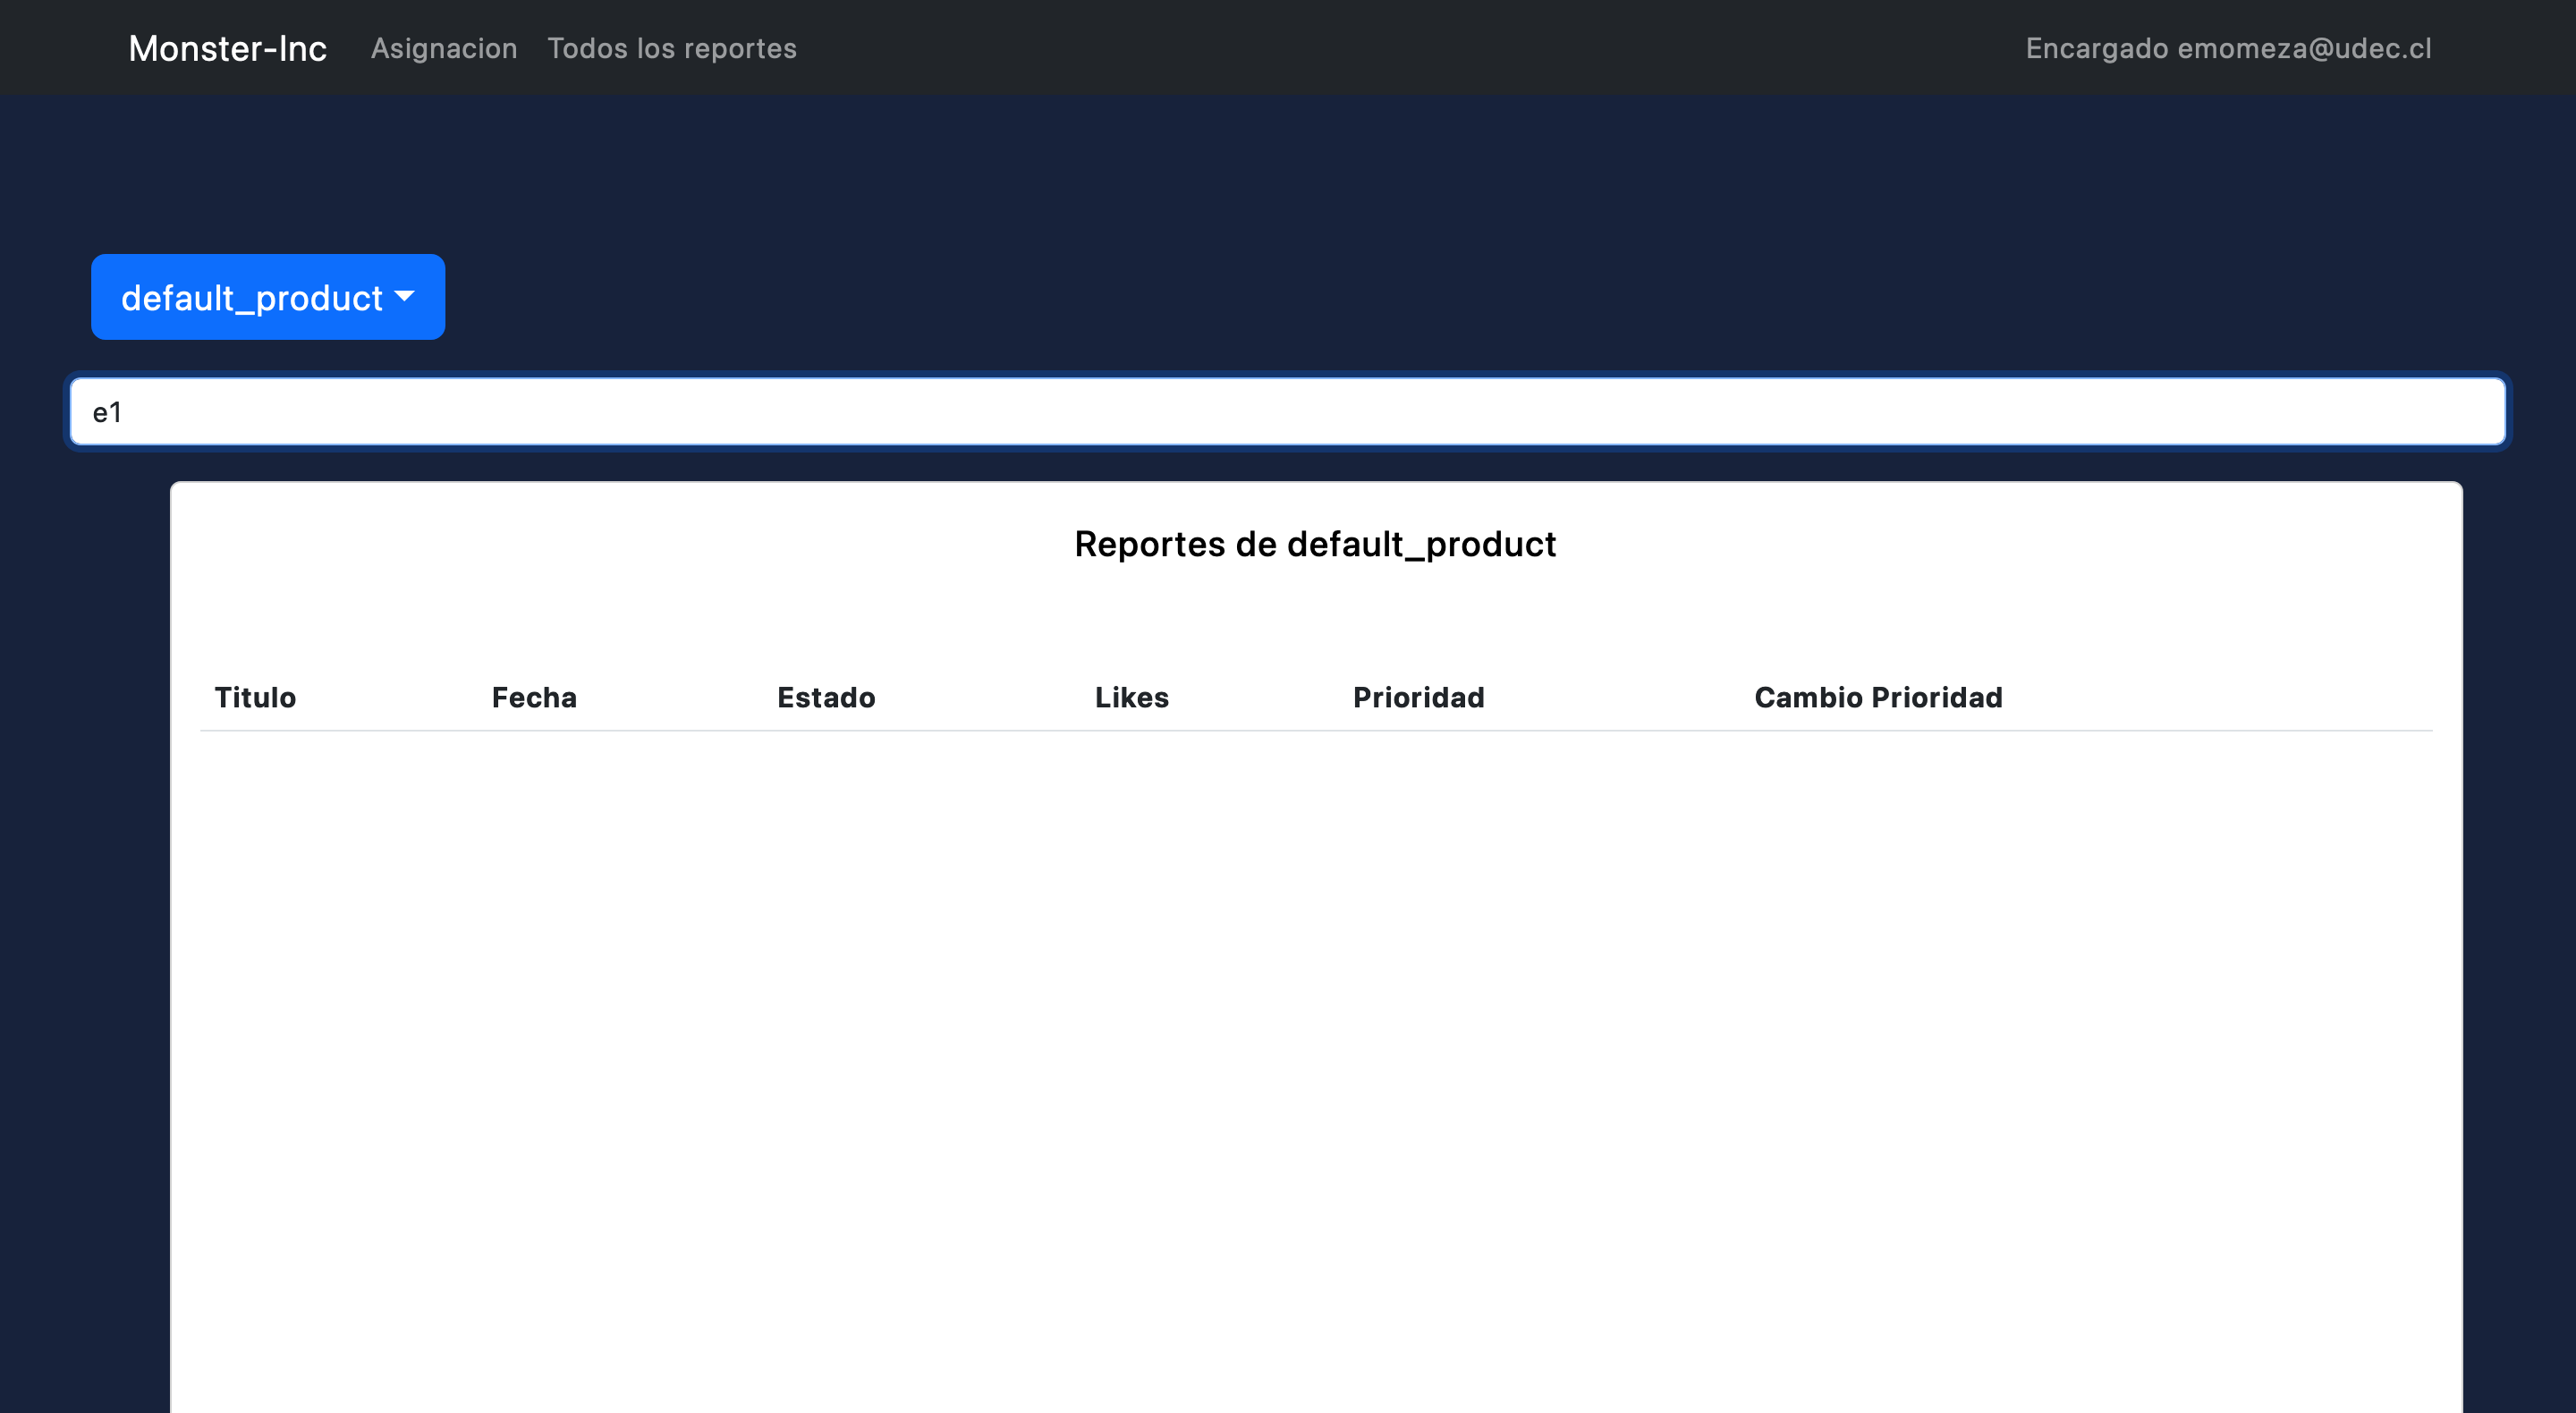 Monster-Inc Asignacion Todos los reportes Encargado emomeza@udec.cl
default_product
e1
Reportes de default_product
Titulo Fecha Estado Likes Prioridad Cambio Prioridad